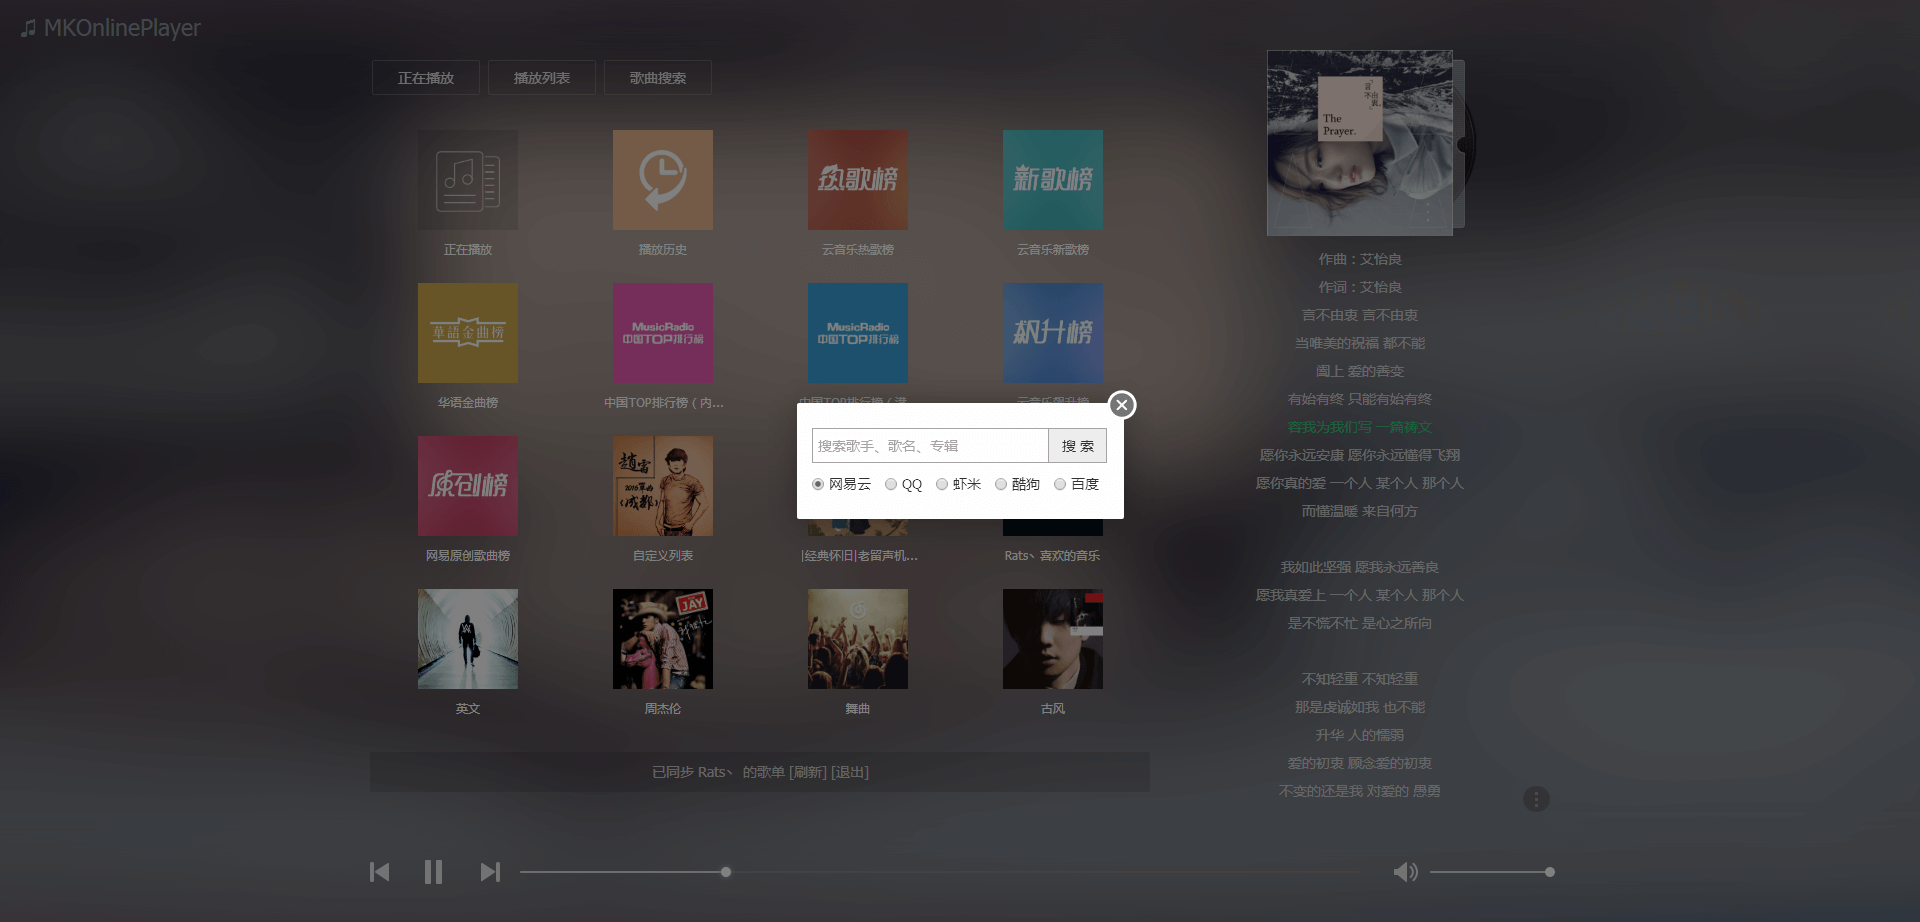 MKOnlinePlayer
正在播放
播放列表
歌曲搜索
热歌榜
新歌榜
正在播放
播放历史
云音乐热歌榜
云音乐新歌榜
華語金曲榜
MusicRadio
中国TOP排行榜
MusicRadio
中国TOP排行榜
飙升榜
华语金曲榜
中国TOP排行榜（内...
中国TOP排行榜（港
云音乐飙升榜
搜索歌手、歌名、专辑
搜 索
网易云
QQ
虾米
酷狗
百度
原创榜
趙雷
(成都)
网易原创歌曲榜
自定义列表
|经典怀旧|老留声机...
Rats丶喜欢的音乐
JAY
英文
周杰伦
舞曲
古风
已同步 Rats丶 的歌单 [刷新] [退出]
言不由衷
The
Prayer.
作曲 : 艾怡良
作词 : 艾怡良
言不由衷 言不由衷
当唯美的祝福 都不能
阖上 爱的善变
有始有终 只能有始有终
容我为我们写 一篇祷文
愿你永远安康 愿你永远懂得飞翔
愿你真的爱 一个人 某个人 那个人
而懂温暖 来自何方
我如此坚强 愿我永远善良
愿我真爱上 一个人 某个人 那个人
是不慌不忙 是心之所向
不知轻重 不知轻重
那是虔诚如我 也不能
升华 人的懦弱
爱的初衷 顾念爱的初衷
不变的还是我 对爱的 愚勇